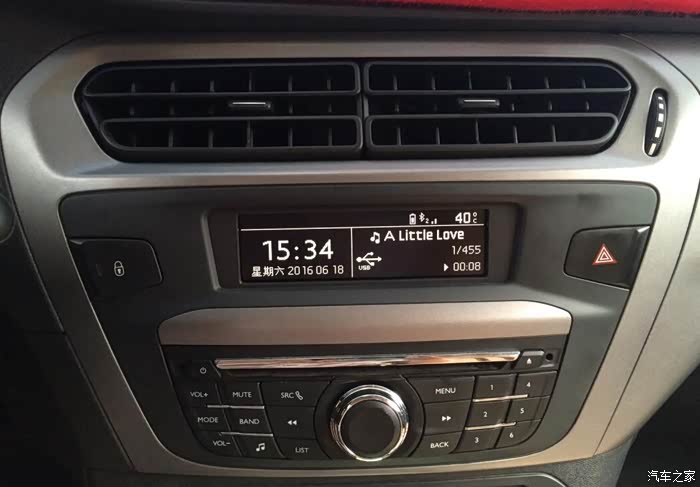 40°C
A Little Love
15:34
1/455
星期六 2016 06 18
USB
00:08
VOL+ MUTE SRC MENU 1 4
MODE BAND 2 5
VOL- LIST BACK 3 6
汽车之家